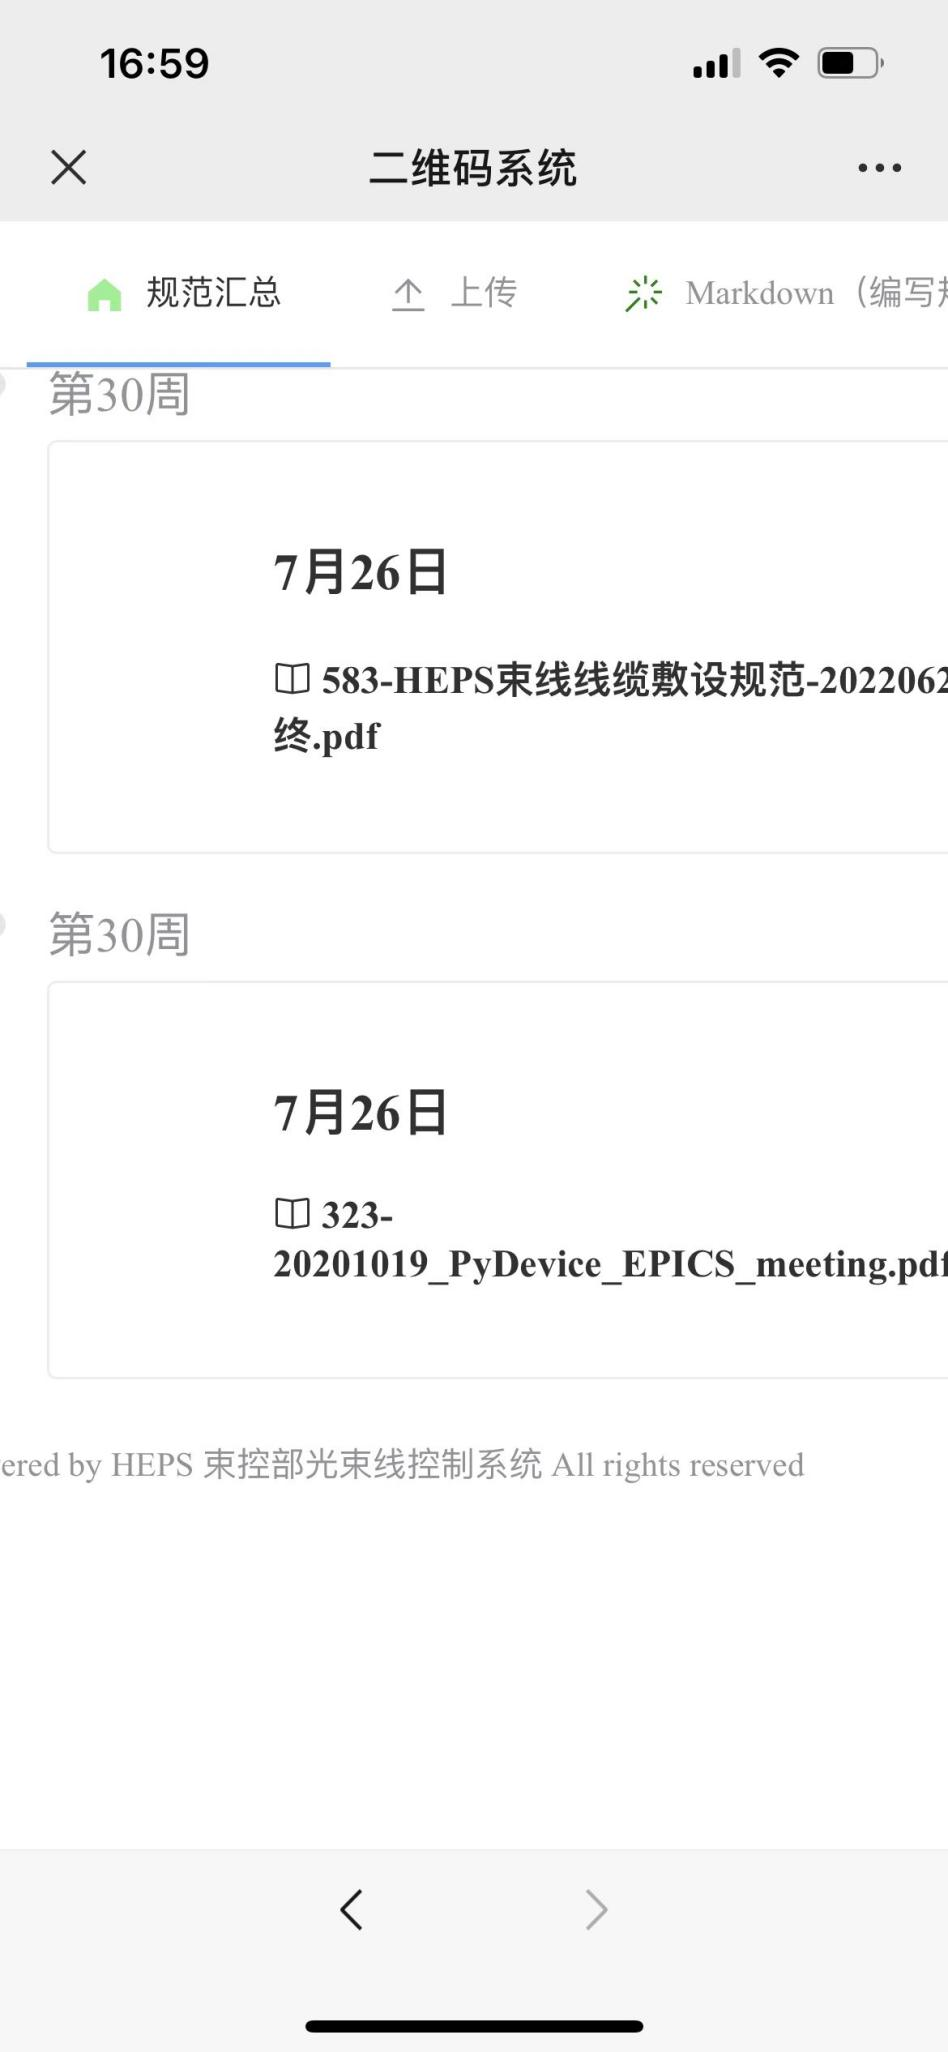 16:59
二维码系统
规范汇总 上传 Markdown（编写
第30周
7月26日
583-HEPS束线线缆敷设规范-2022062
终.pdf
第30周
7月26日
323-
20201019_PyDevice_EPICS_meeting.pdf
ered by HEPS 束控部光束线控制系统 All rights reserved